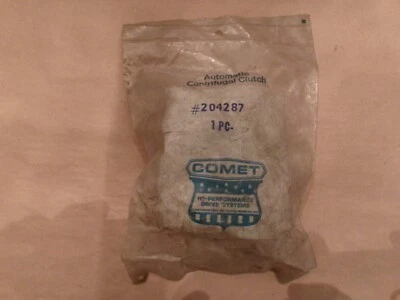 Automatic
Centrifugal Clutch
#204287
1 PC.
COMET
HI-PERFORMANCE
DRIVE SYSTEMS